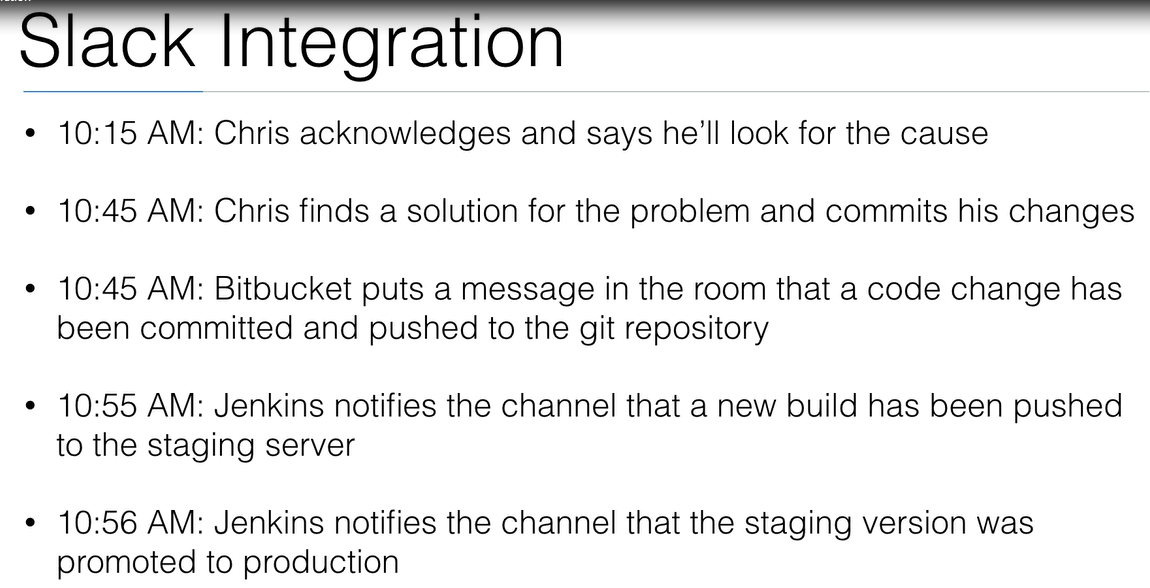 Slack Integration
• 10:15 AM: Chris acknowledges and says he’ll look for the cause
• 10:45 AM: Chris finds a solution for the problem and commits his changes
• 10:45 AM: Bitbucket puts a message in the room that a code change has
been committed and pushed to the git repository
• 10:55 AM: Jenkins notifies the channel that a new build has been pushed
to the staging server
• 10:56 AM: Jenkins notifies the channel that the staging version was
promoted to production